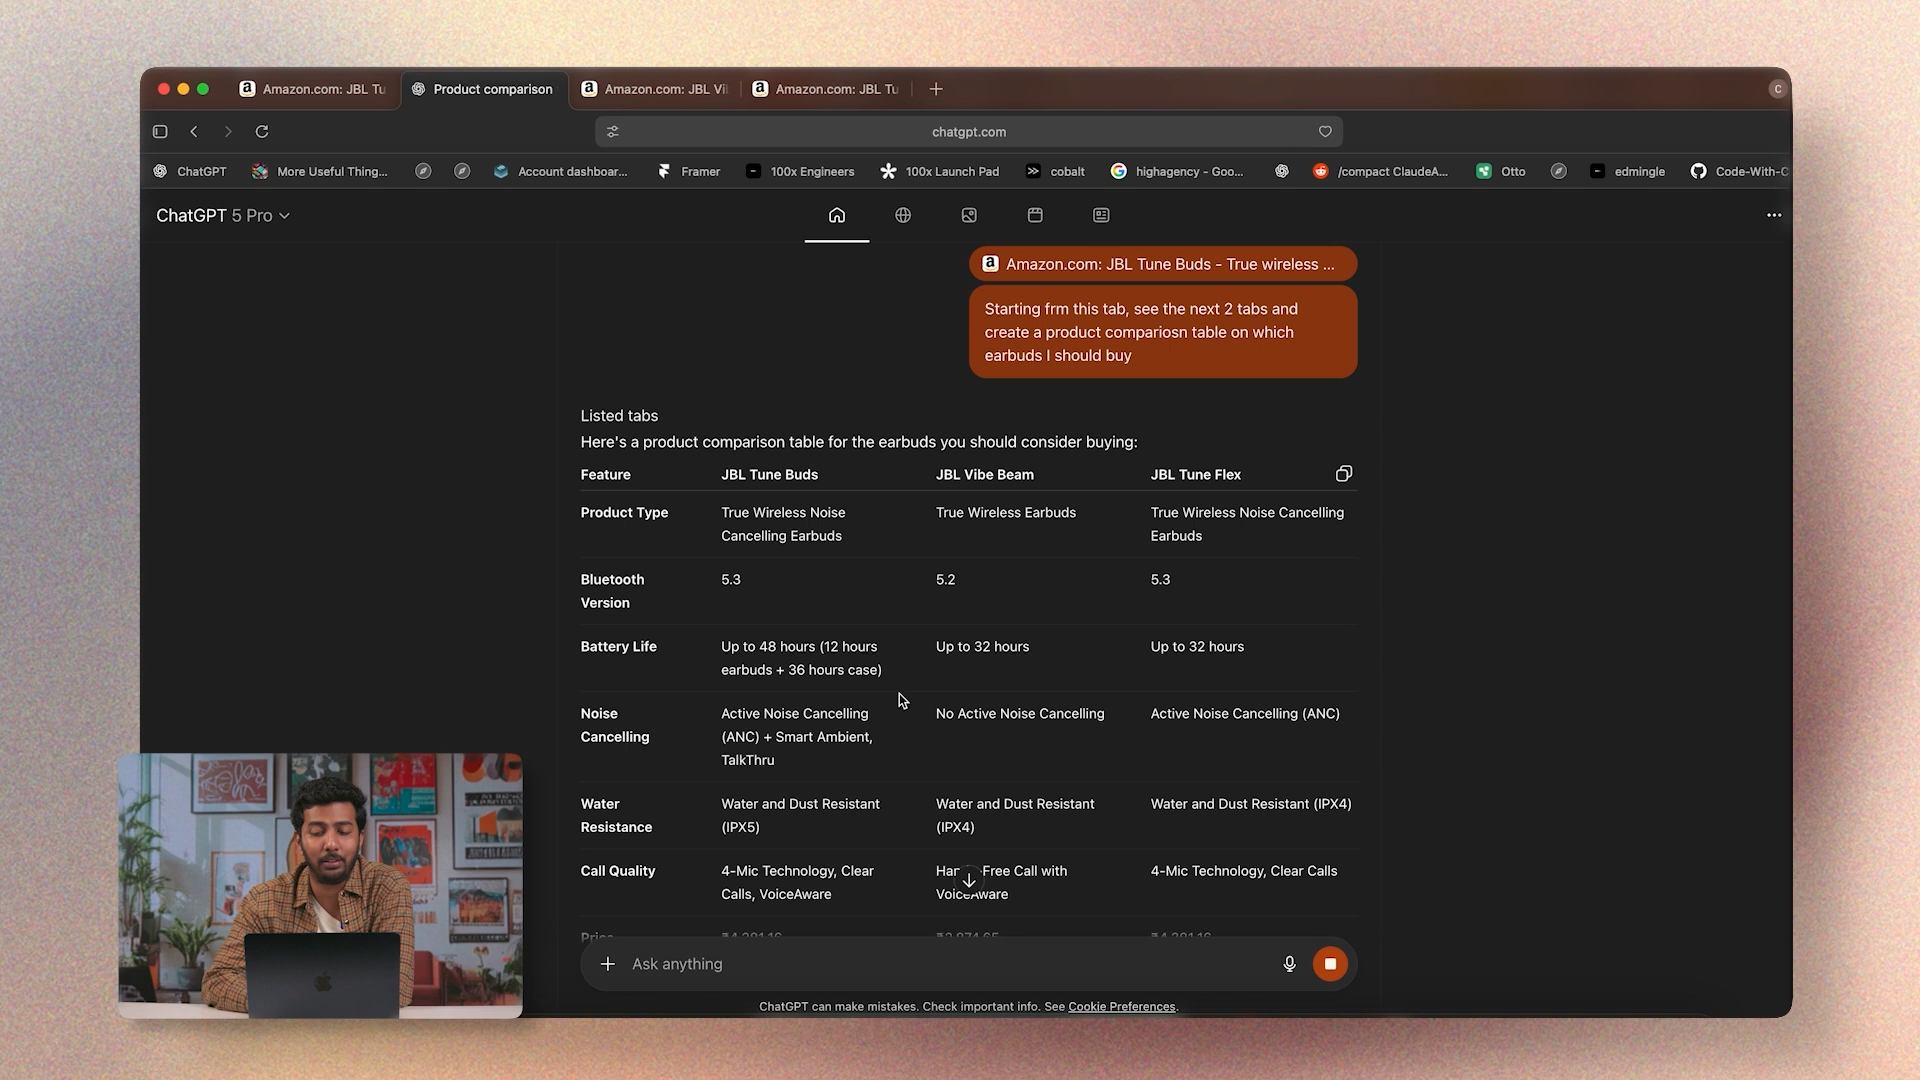 Amazon.com: JBL Tu
Product comparison
Amazon.com: JBL Vi
Amazon.com: JBL Tu
C
chatgpt.com
ChatGPT
More Useful Thing...
Account dashboar...
Framer
100x Engineers
100x Launch Pad
cobalt
highagency - Goo...
/compact ClaudeA...
Otto
edmingle
Code-With-C
ChatGPT 5 Pro
Amazon.com: JBL Tune Buds - True wireless ...
Starting frm this tab, see the next 2 tabs and
create a product compariosn table on which
earbuds I should buy
Listed tabs
Here's a product comparison table for the earbuds you should consider buying:
Feature JBL Tune Buds JBL Vibe Beam JBL Tune Flex
Product Type True Wireless Noise True Wireless Earbuds True Wireless Noise Cancelling
Cancelling Earbuds Earbuds
Bluetooth 5.3 5.2 5.3
Version
Battery Life Up to 48 hours (12 hours Up to 32 hours Up to 32 hours
earbuds + 36 hours case)
Noise Active Noise Cancelling No Active Noise Cancelling Active Noise Cancelling (ANC)
Cancelling (ANC) + Smart Ambient,
TalkThru
Water Water and Dust Resistant Water and Dust Resistant Water and Dust Resistant (IPX4)
Resistance (IPX5) (IPX4)
Call Quality 4-Mic Technology, Clear Free Call with 4-Mic Technology, Clear Calls
Calls, VoiceAware VoiceAware
Price
Ask anything
ChatGPT can make mistakes. Check important info. See Cookie Preferences.